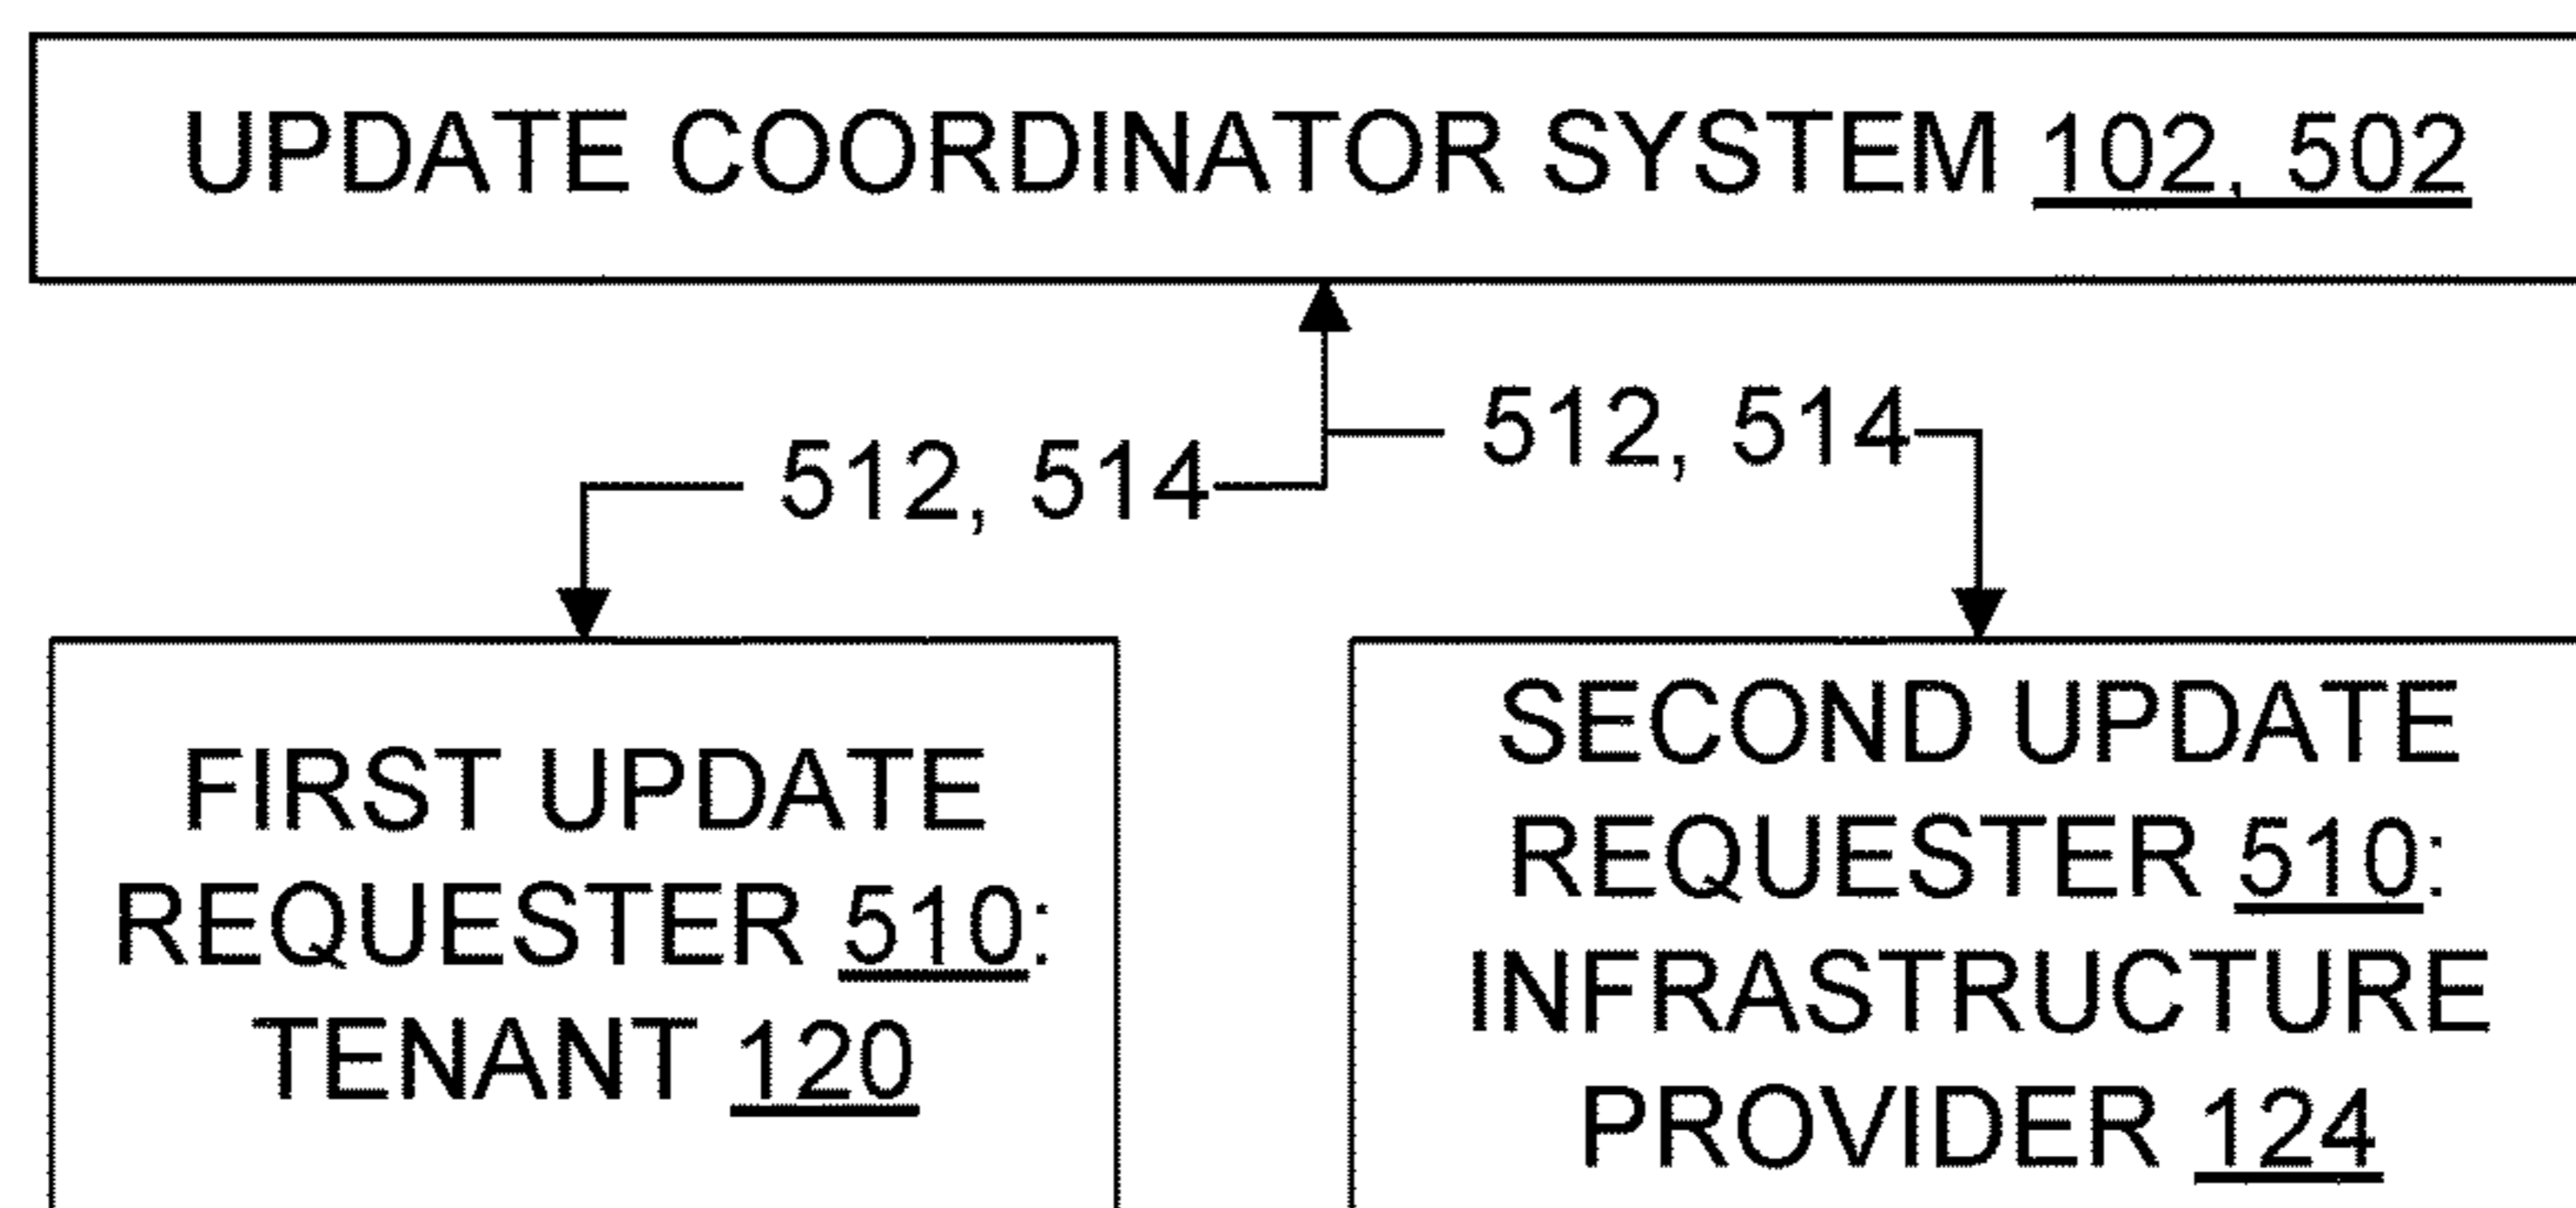 UPDATE COORDINATOR SYSTEM 102, 502
512, 514
512, 514
FIRST UPDATE
REQUESTER 510:
TENANT 120
SECOND UPDATE
REQUESTER 510:
INFRASTRUCTURE
PROVIDER 124